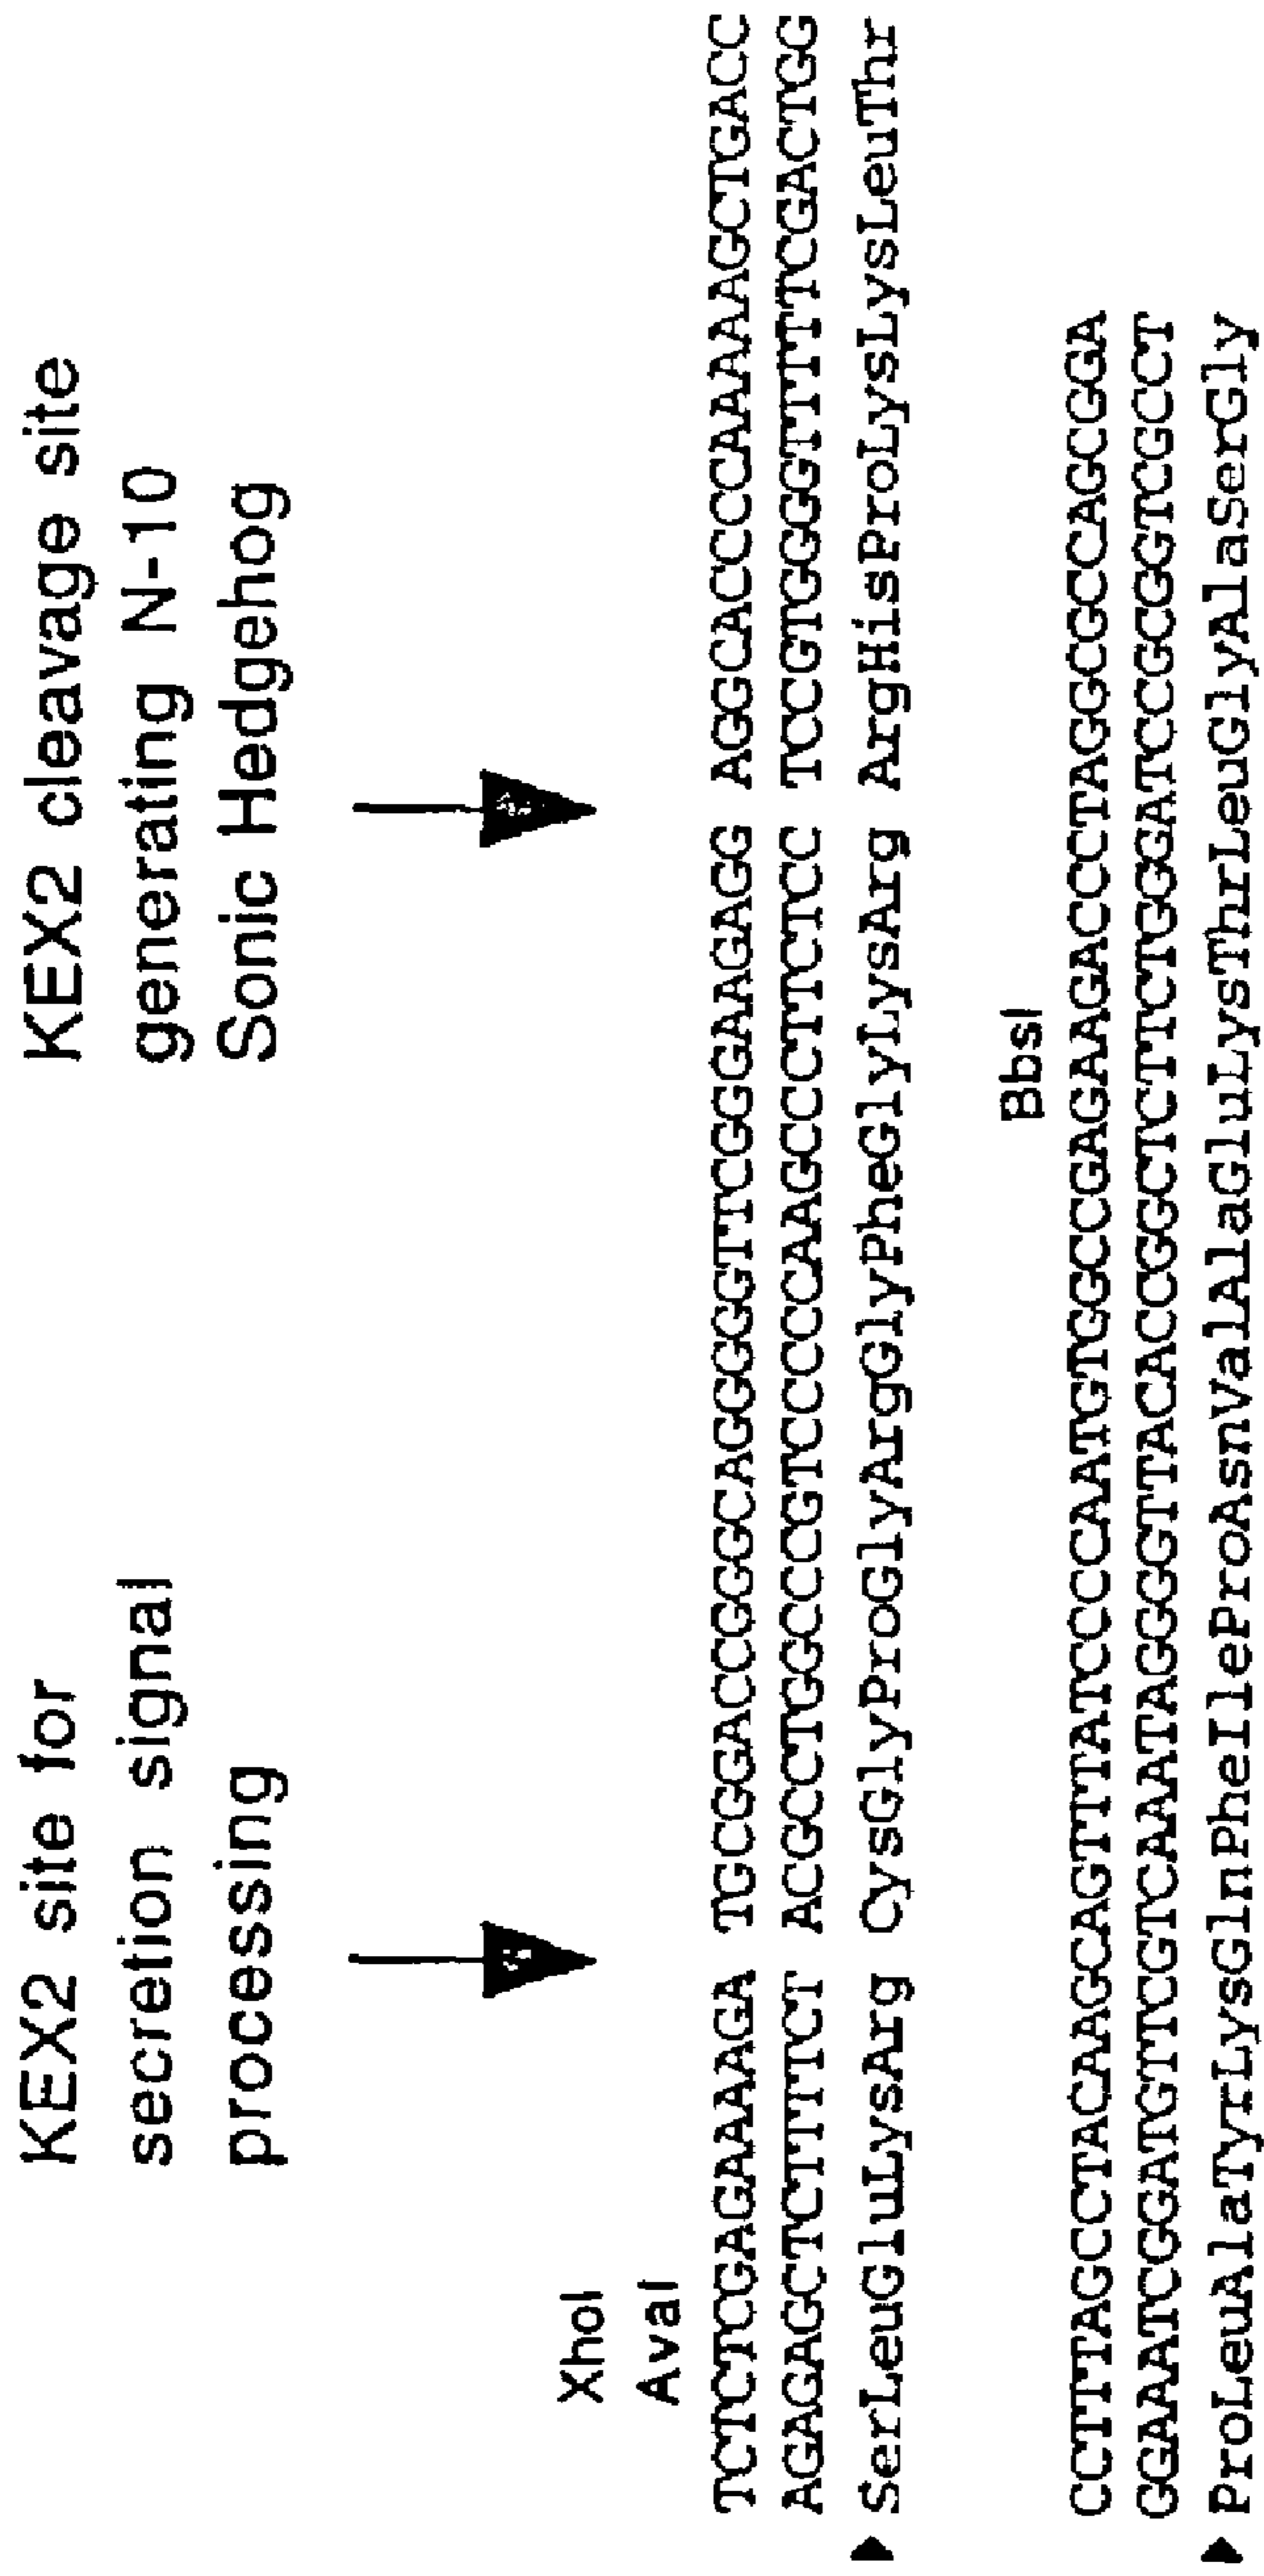 KEX2 site for
secretion signal
processing
KEX2 cleavage site
generating N-10
Sonic Hedgehog
XhoI
AvaI
TCTCTCGAGAAAAGA TGCGGACCGGGCAGGGGGTTCGGGAAGAGG AGGCACCCCAAAAAGCTGACC
AGAGAGCTCTTTTCT ACGCCTGGCCCGTCCCCCAAGCCCTTCTCC TCCGTGGGGTTTTTCGACTGG
SerLeuGluLysArg CysGlyProGlyArgGlyPheGlyLysArg ArgHisProLysLysLeuThr
BbsI
CCTTTAGCCTACAAGCAGTTTATCCCCAATGTGGCCGAGAAGACCCTAGGCGCCAGCGGA
GGAAATCGGATGTTCGTCAAATAGGGGTTACACCGGCTCTTCTGGGATCCGCGGTCGCCT
ProLeuAlaTyrLysGlnPheIleProAsnValAlaGluLysThrLeuGlyAlaSerGly